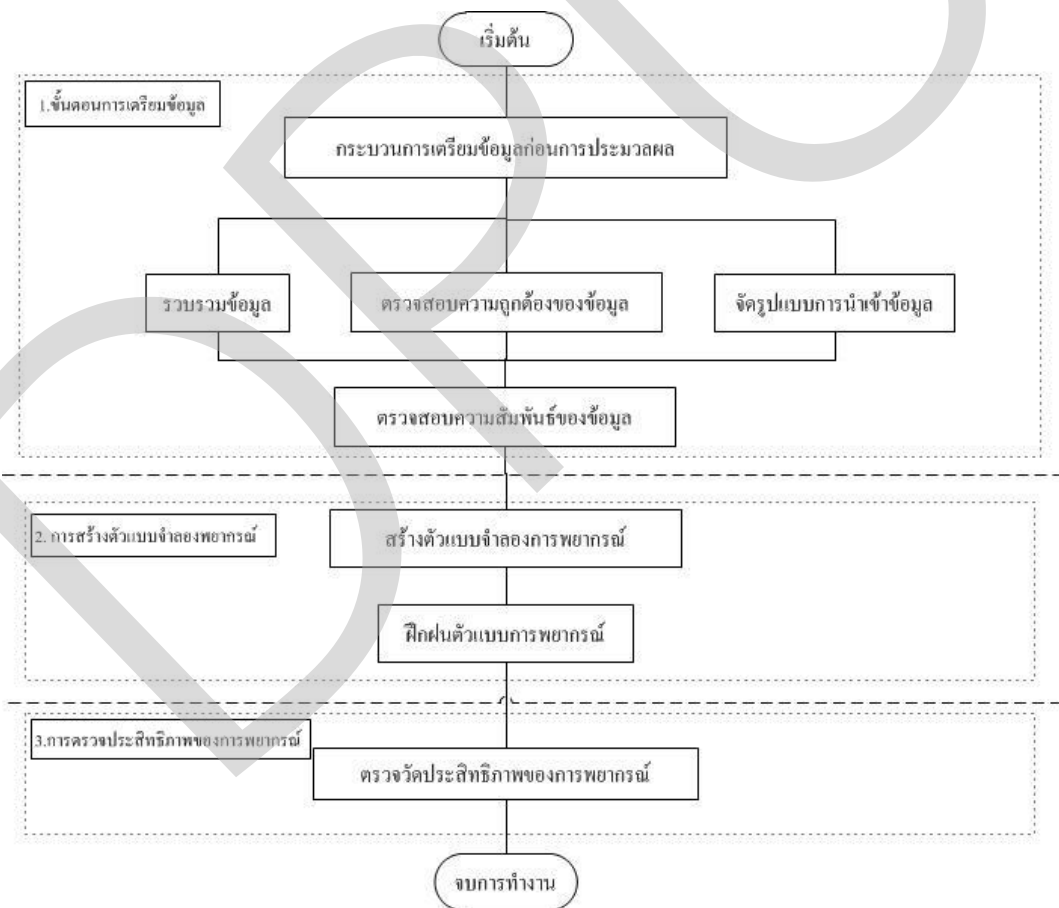 เริ่มต้น
1.ขั้นตอนการเตรียมข้อมูล
กระบวนการเตรียมข้อมูลก่อนการประมวลผล
รวบรวมข้อมูล
ตรวจสอบความถูกต้องของข้อมูล
จัดรูปแบบการนำเข้าข้อมูล
ตรวจสอบความสัมพันธ์ของข้อมูล
2. การสร้างตัวแบบจำลองพยากรณ์
สร้างตัวแบบจำลองการพยากรณ์
ฝึกฝนตัวแบบการพยากรณ์
3.การตรวจประสิทธิภาพของการพยากรณ์
ตรวจวัดประสิทธิภาพของการพยากรณ์
จบการทำงาน
DPU